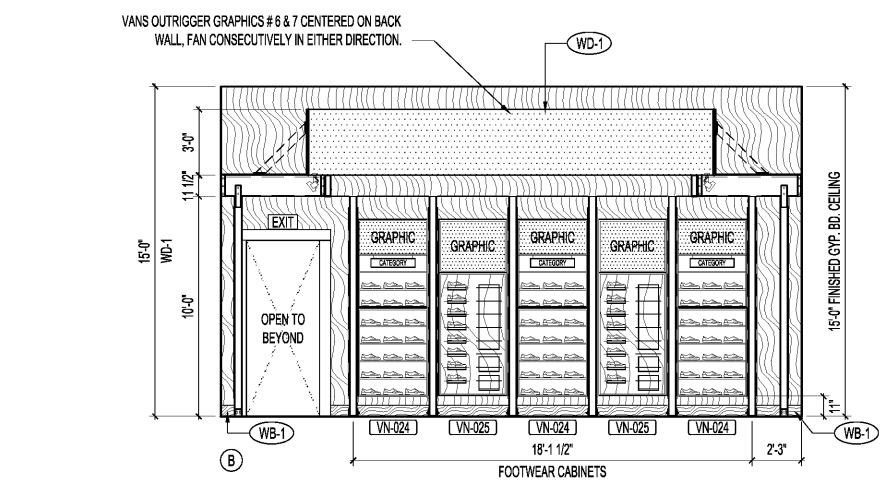 VANS OUTRIGGER GRAPHICS # 6 & 7 CENTERED ON BACK
WALL, FAN CONSECUTIVELY IN EITHER DIRECTION.
WD-1
3'-0"
11 1/2"
15'-0"
WD-1
10'-0"
15'-0" FINISHED GYP. BD. CEILING
11"
EXIT
OPEN TO
BEYOND
GRAPHIC
CATEGORY
GRAPHIC
GRAPHIC
CATEGORY
GRAPHIC
GRAPHIC
CATEGORY
WB-1
VN-024
VN-025
VN-024
VN-025
VN-024
WB-1
B
18'-1 1/2"
2'-3"
FOOTWEAR CABINETS